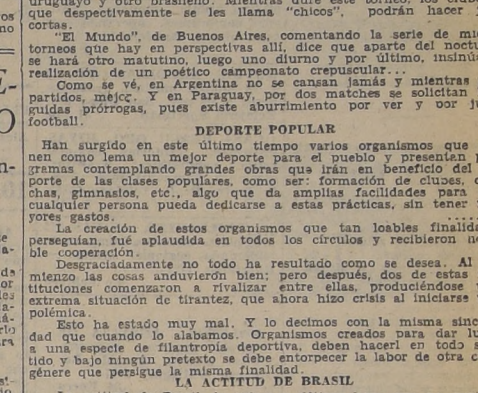 uruguayo y otro brasileño. Mientras dure este torneo, los
que despectivamente se les llama "chicos", podrán hacer
cortas.
"El Mundo", de Buenos Aires, comentando la serie de
torneos que hay en perspectivas allí, dice que aparte del noctu
se hará otro matutino, luego uno diurno y por último, insinú
realización de un poético campeonato crepuscular...
Como se vé, en Argentina no se cansan jamás y mientras
partidos, mejor. Y en Paraguay, por dos matches se solicitan
guidas prórrogas, pues existe aburrimiento por ver y por ju
football.
DEPORTE POPULAR
Han surgido en este último tiempo varios organismos que
nen como lema un mejor deporte para el pueblo y presentan p
gramas contemplando grandes obras que irán en beneficio del
porte de las clases populares, como ser: formación de clubes, c
chas, gimnasios, etc., algo que da amplias facilidades para
cualquier persona pueda dedicarse a estas prácticas, sin tener
yores gastos.
La creación de estos organismos que tan loables finalida
perseguían, fué aplaudida en todos los círculos y recibieron n
ble cooperación.
Desgraciadamente no todo ha resultado como se desea. Al
mienzo las cosas anduvieron bien; pero después, dos de estas
tituciones comenzaron a rivalizar entre ellas, produciéndose
extrema situación de tirantez, que ahora hizo crisis al iniciarse
polémica.
Esto ha estado muy mal. Y lo decimos con la misma sinc
dad que cuando lo alabamos. Organismos creados para dar lu
a una especie de filantropía deportiva, deben hacerl en todo s
tido y bajo ningún pretexto se debe entorpecer la labor de otra c
génere que persigue la misma finalidad.
LA ACTITUD DE BRASIL